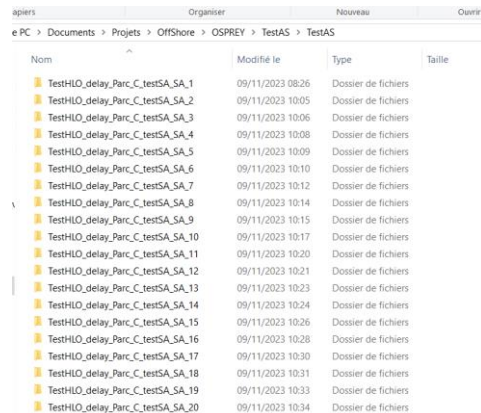 apiers Organiser Nouveau Ouvrir
e PC > Documents > Projets > OffShore > OSPREY > TestAS > TestAS
Nom Modifié le Type Taille
TestHLO_delay_Parc_C_testSA_SA_1 09/11/2023 08:26 Dossier de fichiers
TestHLO_delay_Parc_C_testSA_SA_2 09/11/2023 10:05 Dossier de fichiers
TestHLO_delay_Parc_C_testSA_SA_3 09/11/2023 10:06 Dossier de fichiers
TestHLO_delay_Parc_C_testSA_SA_4 09/11/2023 10:08 Dossier de fichiers
TestHLO_delay_Parc_C_testSA_SA_5 09/11/2023 10:09 Dossier de fichiers
TestHLO_delay_Parc_C_testSA_SA_6 09/11/2023 10:10 Dossier de fichiers
TestHLO_delay_Parc_C_testSA_SA_7 09/11/2023 10:12 Dossier de fichiers
TestHLO_delay_Parc_C_testSA_SA_8 09/11/2023 10:14 Dossier de fichiers
TestHLO_delay_Parc_C_testSA_SA_9 09/11/2023 10:15 Dossier de fichiers
TestHLO_delay_Parc_C_testSA_SA_10 09/11/2023 10:17 Dossier de fichiers
TestHLO_delay_Parc_C_testSA_SA_11 09/11/2023 10:20 Dossier de fichiers
TestHLO_delay_Parc_C_testSA_SA_12 09/11/2023 10:21 Dossier de fichiers
TestHLO_delay_Parc_C_testSA_SA_13 09/11/2023 10:23 Dossier de fichiers
TestHLO_delay_Parc_C_testSA_SA_14 09/11/2023 10:24 Dossier de fichiers
TestHLO_delay_Parc_C_testSA_SA_15 09/11/2023 10:26 Dossier de fichiers
TestHLO_delay_Parc_C_testSA_SA_16 09/11/2023 10:28 Dossier de fichiers
TestHLO_delay_Parc_C_testSA_SA_17 09/11/2023 10:30 Dossier de fichiers
TestHLO_delay_Parc_C_testSA_SA_18 09/11/2023 10:31 Dossier de fichiers
TestHLO_delay_Parc_C_testSA_SA_19 09/11/2023 10:33 Dossier de fichiers
TestHLO_delay_Parc_C_testSA_SA_20 09/11/2023 10:34 Dossier de fichiers